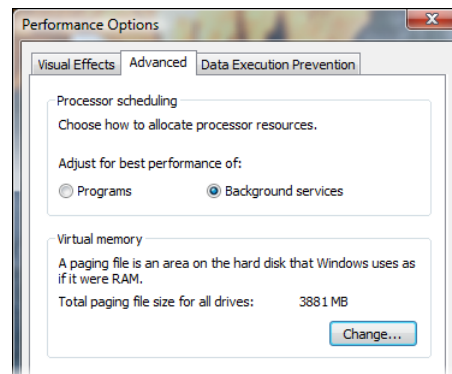 Performance Options
Visual Effects
Advanced
Data Execution Prevention
Processor scheduling
Choose how to allocate processor resources.
Adjust for best performance of:
Programs
Background services
Virtual memory
A paging file is an area on the hard disk that Windows uses as
if it were RAM.
Total paging file size for all drives: 3881 MB
Change...